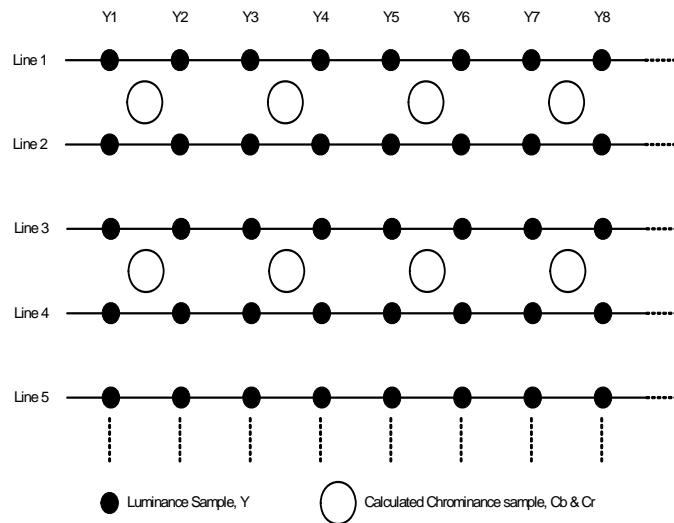 Y1 Y2 Y3 Y4 Y5 Y6 Y7 Y8
Line 1
Line 2
Line 3
Line 4
Line 5
Luminance Sample, Y Calculated Chrominance sample, Cb & Cr